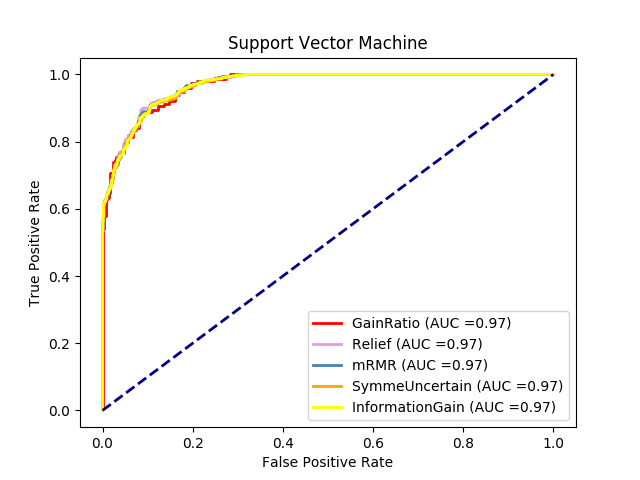 Support Vector Machine
True Positive Rate
1.0
0.8
0.6
0.4
0.2
0.0
GainRatio (AUC =0.97)
Relief (AUC =0.97)
mRMR (AUC =0.97)
SymmeUncertain (AUC =0.97)
InformationGain (AUC =0.97)
0.0 0.2 0.4 0.6 0.8 1.0
False Positive Rate